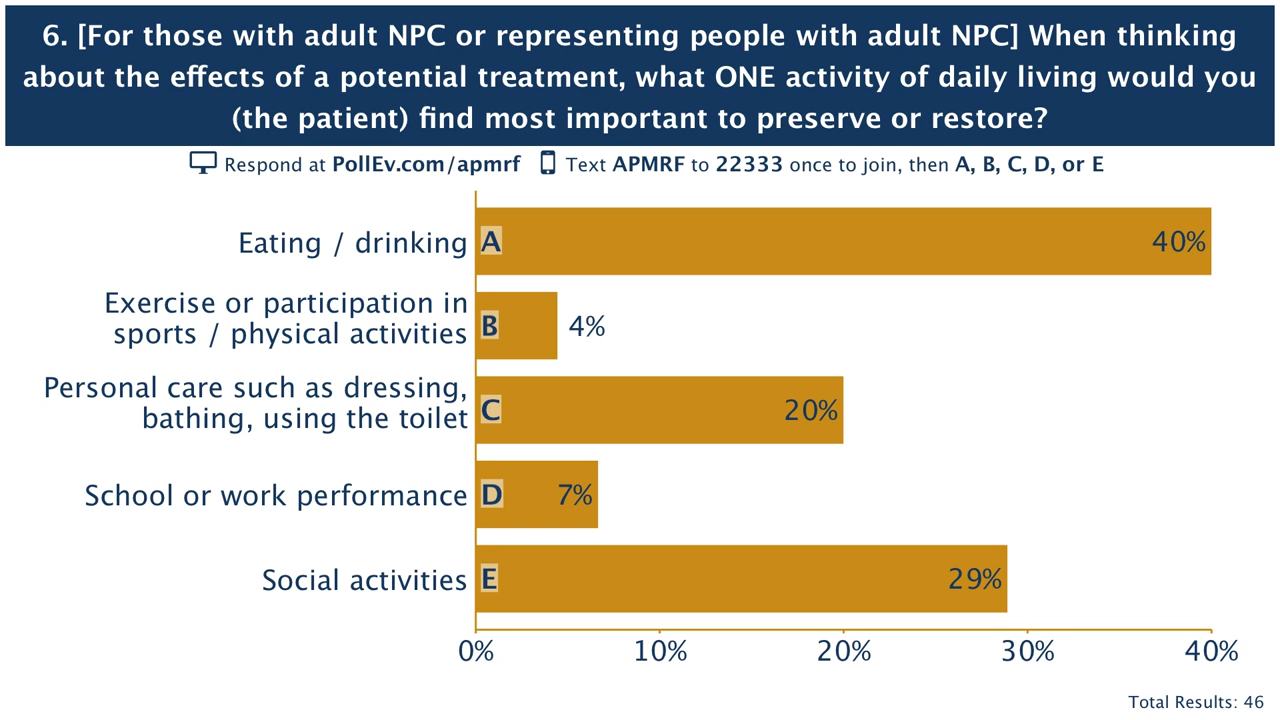 6. [For those with adult NPC or representing people with adult NPC] When thinking
about the effects of a potential treatment, what ONE activity of daily living would you
(the patient) find most important to preserve or restore?
Respond at PollEv.com/apmrf Text APMRF to 22333 once to join, then A, B, C, D, or E
Eating / drinking A 40%
Exercise or participation in
sports / physical activities B 4%
Personal care such as dressing,
bathing, using the toilet C 20%
School or work performance D 7%
Social activities E 29%
0% 10% 20% 30% 40%
Total Results: 46